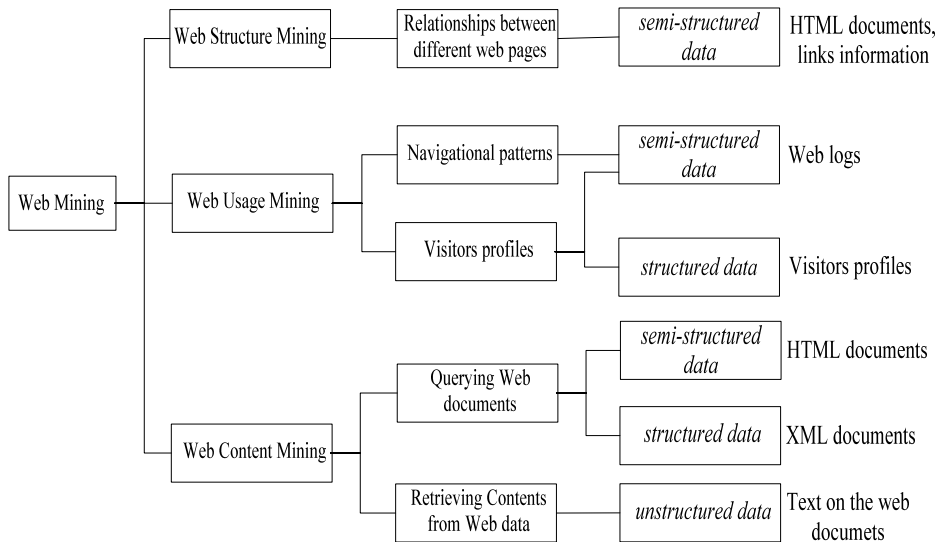 Web Structure Mining
Relationships between
different web pages
semi-structured
data
HTML documents,
links information
Navigational patterns
semi-structured
data
Web logs
Web Mining
Web Usage Mining
Visitors profiles
structured data
Visitors profiles
semi-structured
data
HTML documents
Querying Web
documents
structured data
XML documents
Web Content Mining
Retrieving Contents
from Web data
unstructured data
Text on the web
documets